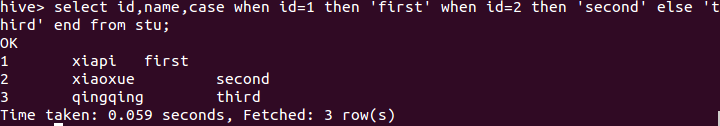 hive> select id,name,case when id=1 then 'first' when id=2 then 'second' else 't
hird' end from stu;
OK
1	xiapi	first
2	xiaoxue	second
3	qingqing	third
Time taken: 0.059 seconds, Fetched: 3 row(s)